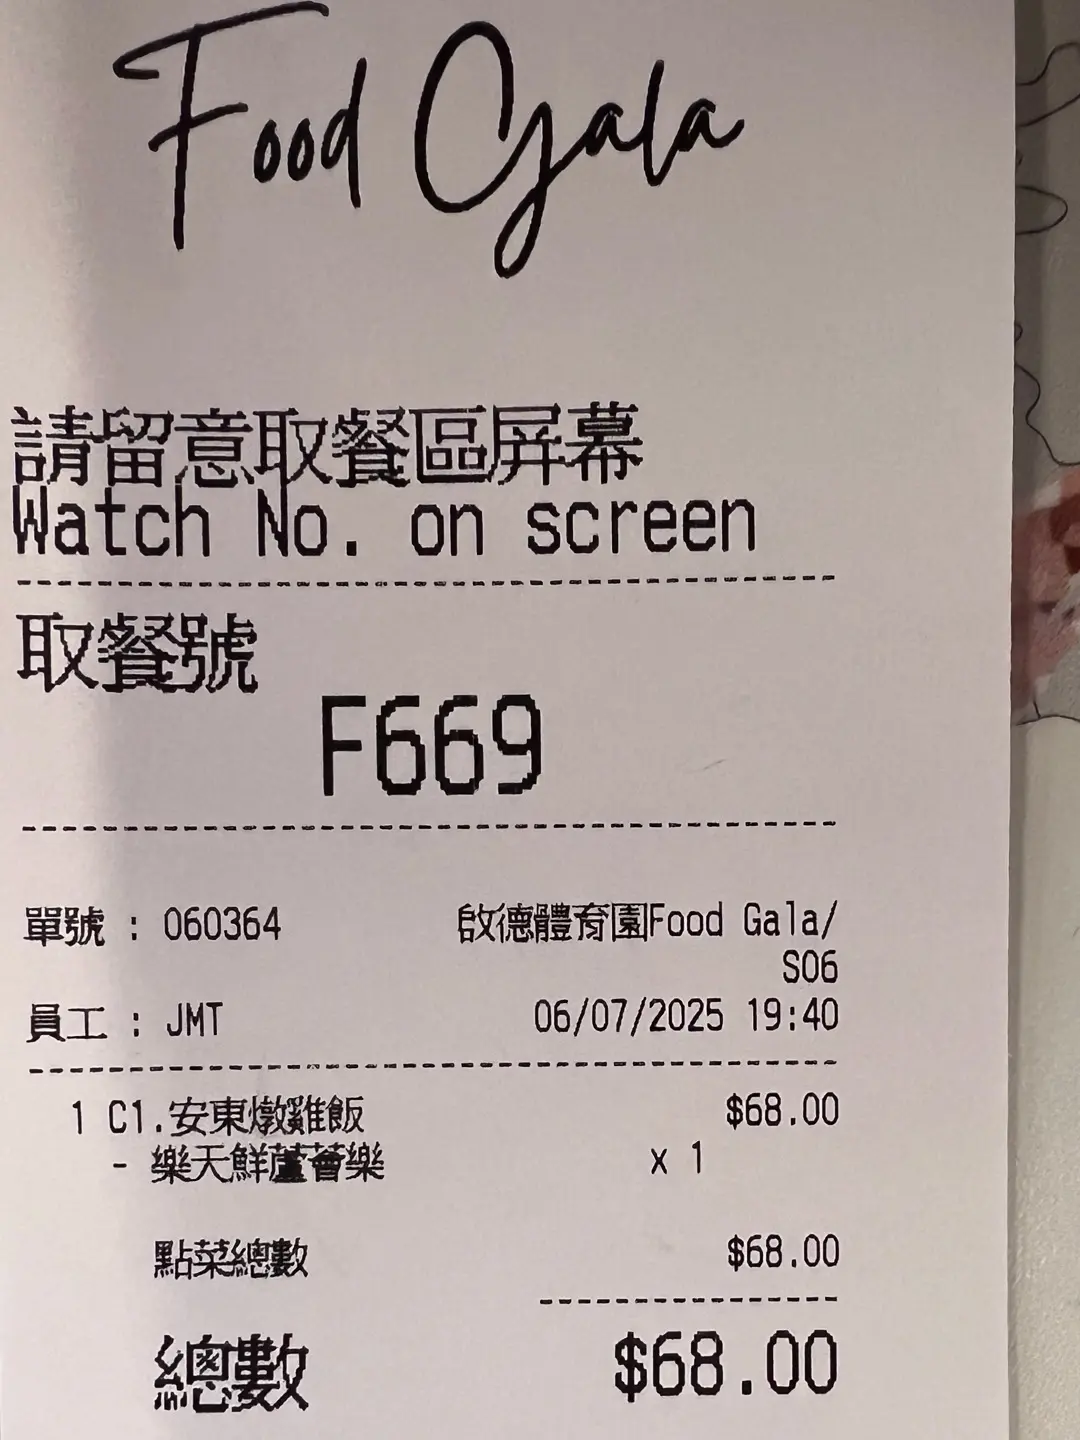 Food Gala
請留意取餐區屏幕
Watch No. on screen
取餐號
F669
單號 : 060364 啟德體育園Food Gala/
S06
員工 : JMT 06/07/2025 19:40
1 C1.安東燉雞飯 $68.00
- 樂天鮮蘆薈樂 x 1
點菜總數 $68.00
總數 $68.00